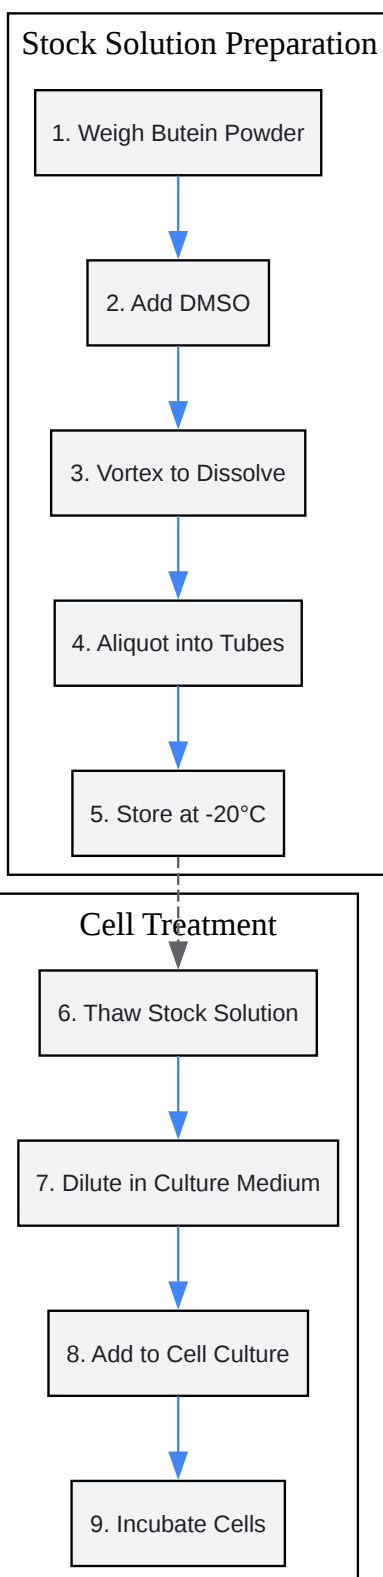 Stock Solution Preparation
1. Weigh Butein Powder
2. Add DMSO
3. Vortex to Dissolve
4. Aliquot into Tubes
5. Store at -20°C
Cell Treatment
6. Thaw Stock Solution
7. Dilute in Culture Medium
8. Add to Cell Culture
9. Incubate Cells